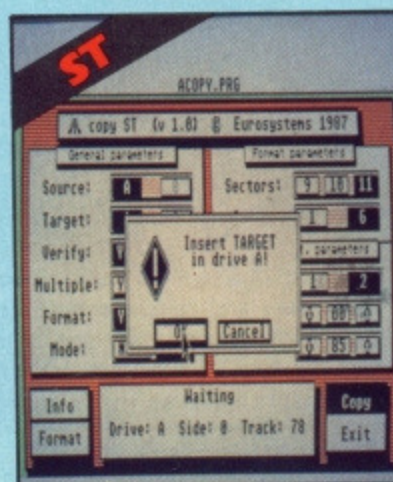 ST
ACOPY.PRG
copy ST (v 1.0) © Eurosystems 1987
General parameters
Format parameters
Source: A
Sectors: 9 10 11
Target:
1 6
Verify:
parameters
Insert TARGET
in drive A!
Multiple:
1 2
Format:
80
Mode:
85
OK
Cancel
Info
Format
Waiting
Drive: A Side: 0 Track: 78
Copy
Exit